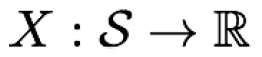 X : 𝒮 → ℝ